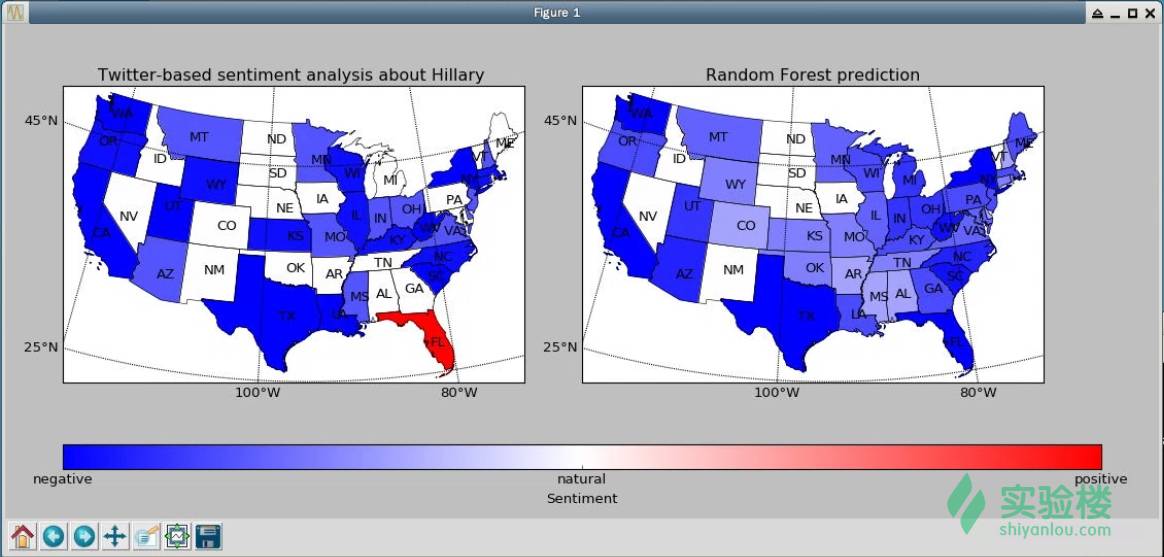 Figure 1
Twitter-based sentiment analysis about Hillary
Random Forest prediction
45°N
WA
OR
MT
ID
WY
ND
SD
MN
WI
MI
VT
ME
NY
NV
UT
CO
NE
IA
IL
IN
OH
PA
CA
AZ
NM
KS
MO
KY
WV
VA
OK
AR
TN
NC
SC
TX
LA
MS
AL
GA
FL
25°N
100°W
80°W
45°N
WA
OR
MT
ID
WY
ND
SD
MN
WI
MI
VT
ME
NY
NV
UT
CO
NE
IA
IL
IN
OH
PA
CA
AZ
NM
KS
MO
KY
WV
VA
OK
AR
TN
NC
SC
TX
LA
MS
AL
GA
FL
25°N
100°W
80°W
negative
natural
positive
Sentiment
实验楼
shiyanlou.com